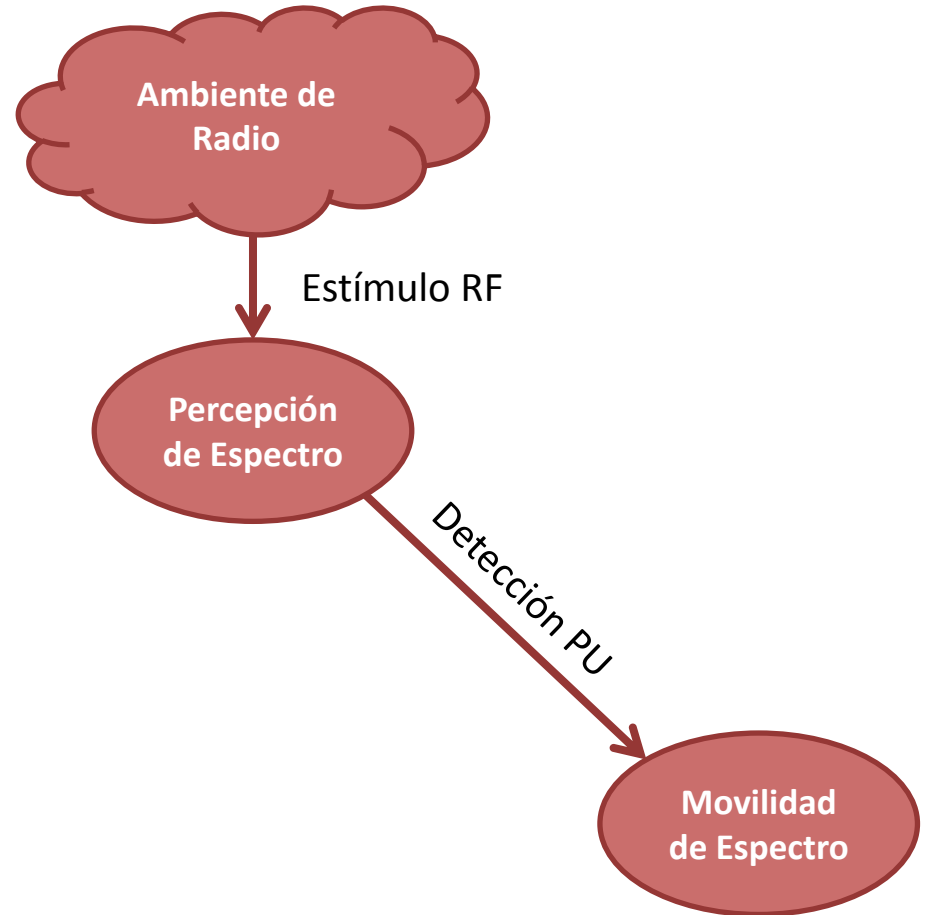 Ambiente de
Radio
Estímulo RF
Percepción
de Espectro
Detección PU
Movilidad
de Espectro